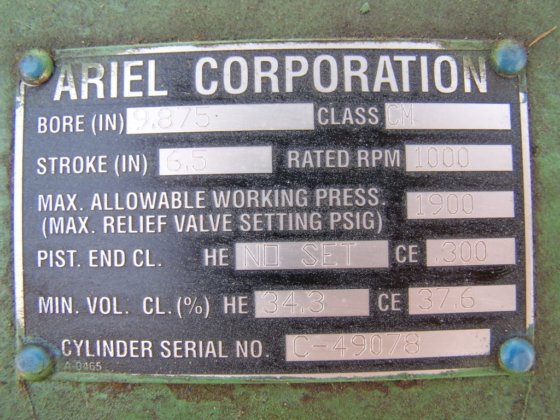 ARIEL CORPORATION
BORE (IN) 9.875 CLASS CM
STROKE (IN) 6.5 RATED RPM 1000
MAX. ALLOWABLE WORKING PRESS.
(MAX. RELIEF VALVE SETTING PSIG) 1900
PIST. END CL. HE NO SET CE .300
MIN. VOL. CL. (%) HE 34.3 CE 37.6
CYLINDER SERIAL NO. C-49078
A-0465